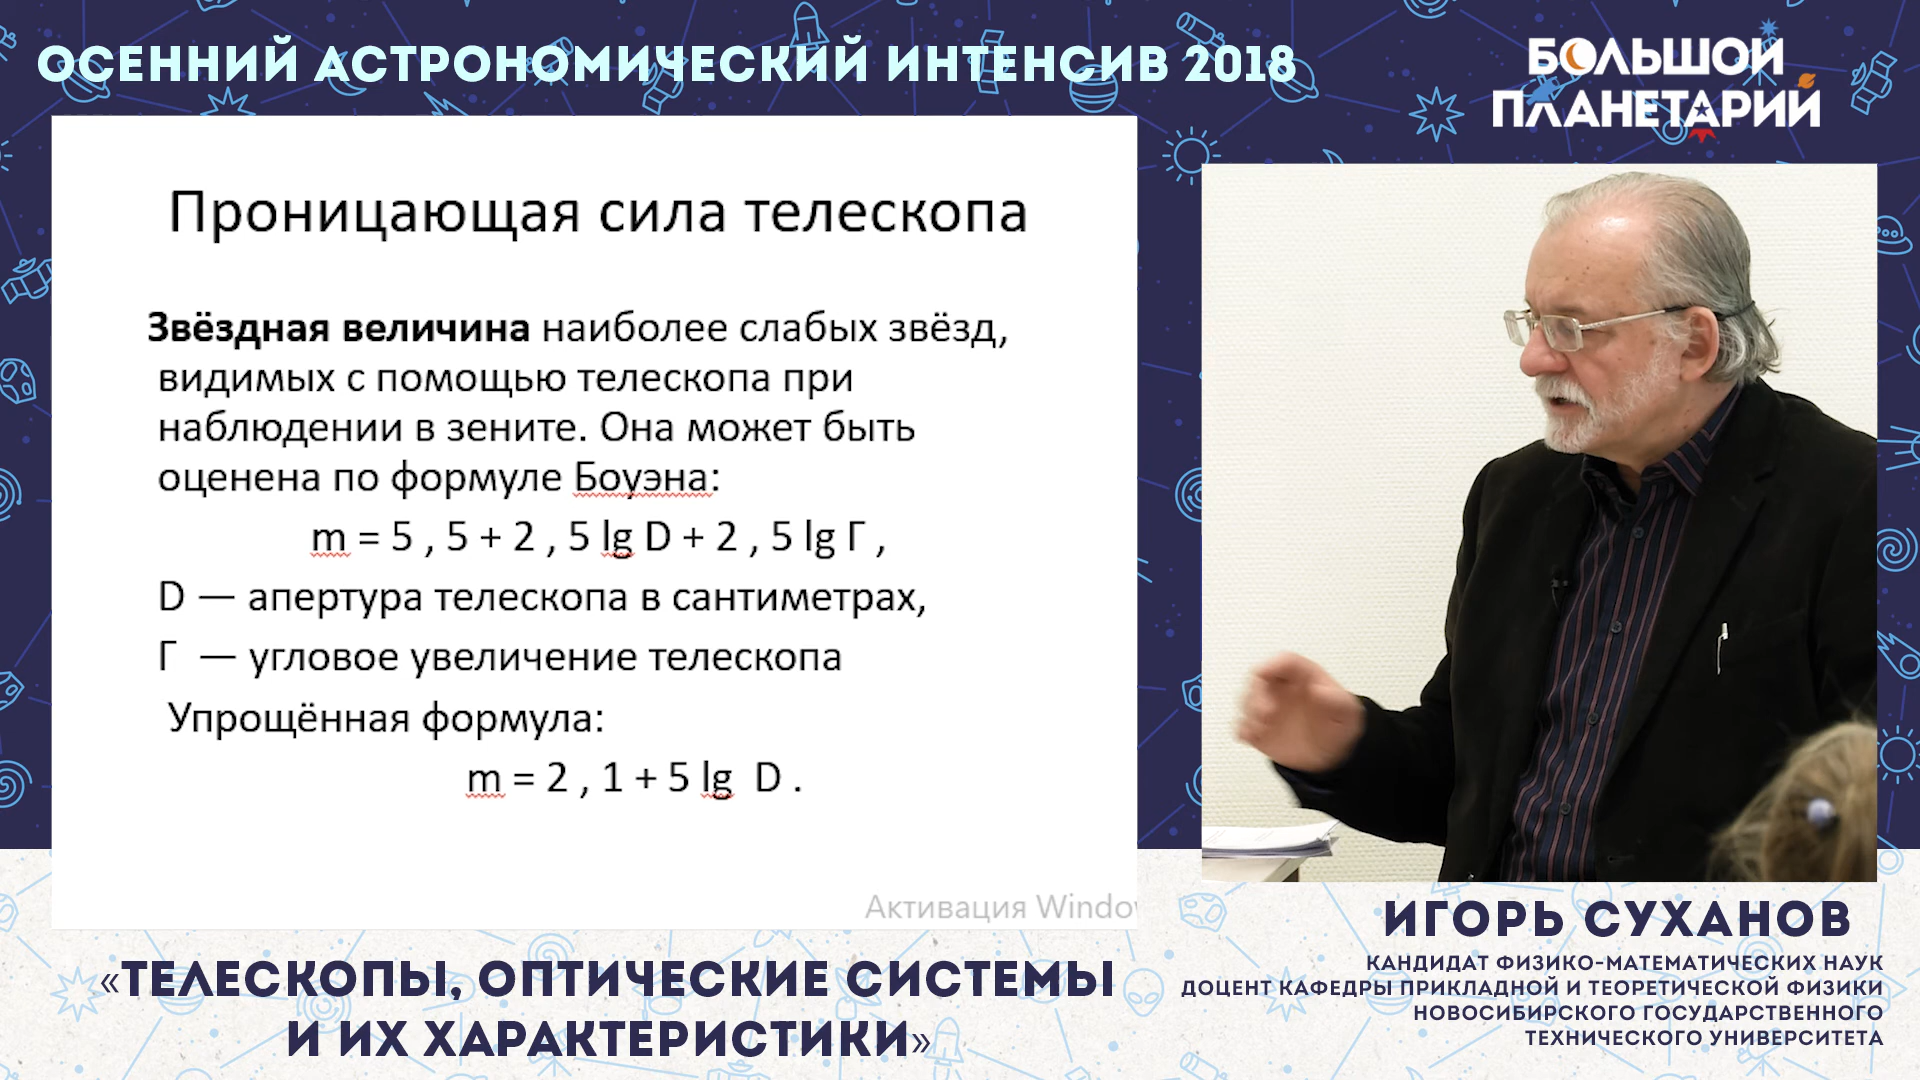 ОСЕННИЙ АСТРОНОМИЧЕСКИЙ ИНТЕНСИВ 2018
БОЛЬШОЙ
ПЛАНЕТАРИЙ
Проницающая сила телескопа
Звёздная величина наиболее слабых звёзд,
видимых с помощью телескопа при
наблюдении в зените. Она может быть
оценена по формуле Боуэна:
m = 5 , 5 + 2 , 5 lg D + 2 , 5 lg Γ ,
D — апертура телескопа в сантиметрах,
Γ — угловое увеличение телескопа
Упрощённая формула:
m = 2 , 1 + 5 lg D .
Активация Windo
«ТЕЛЕСКОПЫ, ОПТИЧЕСКИЕ СИСТЕМЫ
И ИХ ХАРАКТЕРИСТИКИ»
ИГОРЬ СУХАНОВ
КАНДИДАТ ФИЗИКО-МАТЕМАТИЧЕСКИХ НАУК
ДОЦЕНТ КАФЕДРЫ ПРИКЛАДНОЙ И ТЕОРЕТИЧЕСКОЙ ФИЗИКИ
НОВОСИБИРСКОГО ГОСУДАРСТВЕННОГО
ТЕХНИЧЕСКОГО УНИВЕРСИТЕТА